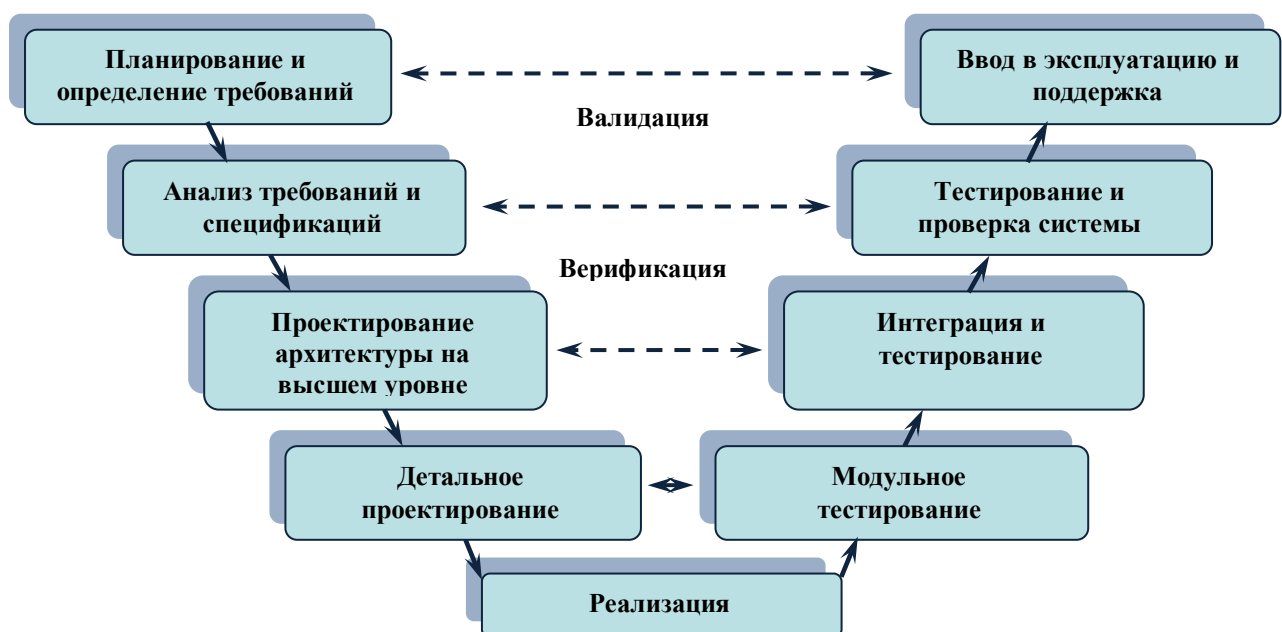 Планирование и
определение требований
Ввод в эксплуатацию и
поддержка
Валидация
Анализ требований и
спецификаций
Тестирование и
проверка системы
Верификация
Проектирование
архитектуры на
высшем уровне
Интеграция и
тестирование
Детальное
проектирование
Модульное
тестирование
Реализация